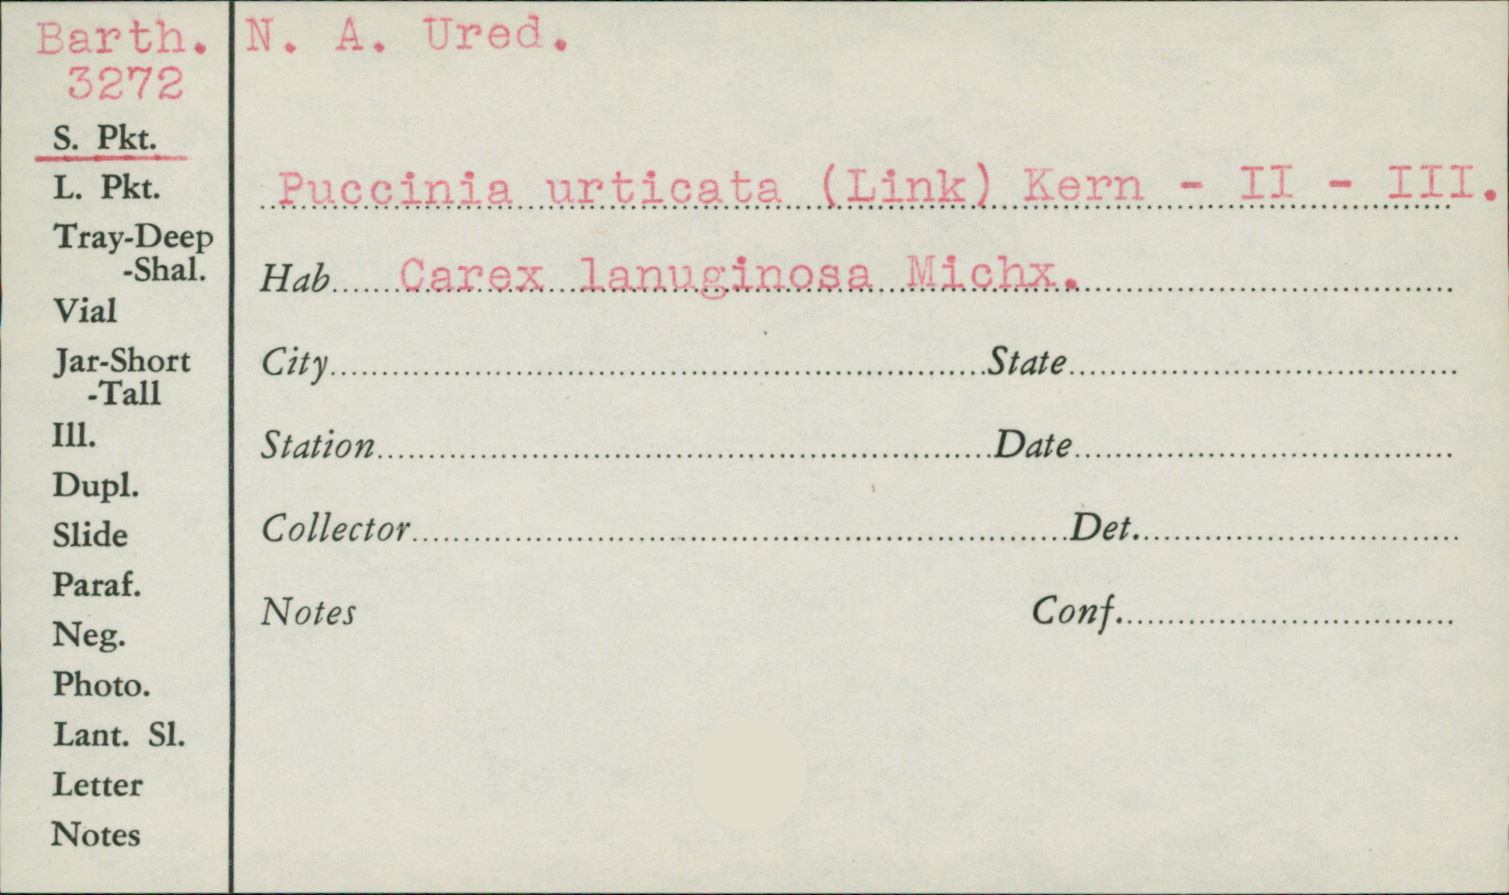 Barth.
3272
S. Pkt.
L. Pkt.
Tray-Deep
-Shal.
Vial
Jar-Short
-Tall
Ill.
Dupl.
Slide
Paraf.
Neg.
Photo.
Lant. Sl.
Letter
Notes
N. A. Ured.
Puccinia urticata (Link) Kern - II - III.
Hab. Carex lanuginosa Michx.
City State
Station Date
Collector Det.
Notes Conf.